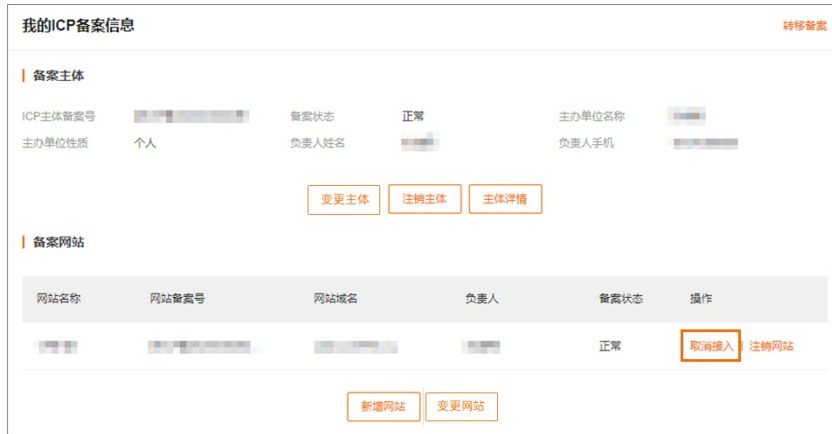 我的ICP备案信息 转移备案
备案主体
ICP主体备案号 备案状态 正常 主办单位名称
主办单位性质 个人 负责人姓名 负责人手机
变更主体 注销主体 主体详情
备案网站
网站名称 网站备案号 网站域名 负责人 备案状态 操作
正常 取消接入 | 注销网站
新增网站 变更网站